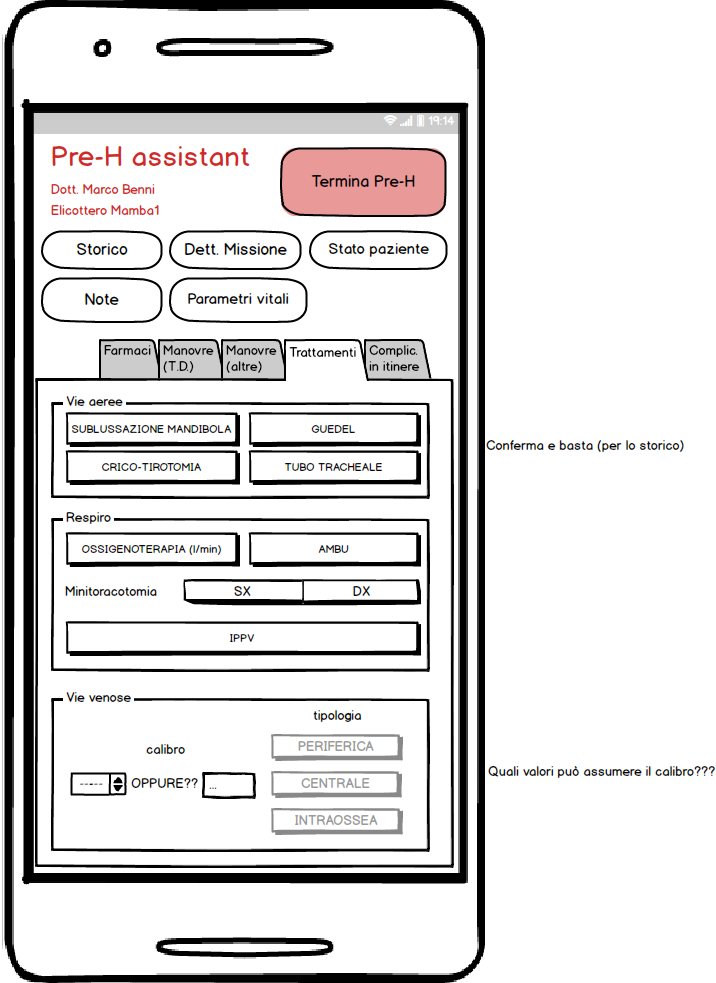 19:14
Pre-H assistant
Dott. Marco Benni
Elicottero Mamba1
Termina Pre-H
Storico
Dett. Missione
Stato paziente
Note
Parametri vitali
Farmaci
Manovre
(T.D.)
Manovre
(altre)
Trattamenti
Complic.
in itinere
Vie aeree
SUBLUSSAZIONE MANDIBOLA
GUEDEL
CRICO-TIROTOMIA
TUBO TRACHEALE
Conferma e basta (per lo storico)
Respiro
OSSIGENOTERAPIA (l/min)
AMBU
Minitoracotomia
SX
DX
IPPV
Vie venose
tipologia
calibro
PERIFERICA
-----
OPPURE??
...
CENTRALE
INTRAOSSEA
Quali valori può assumere il calibro???